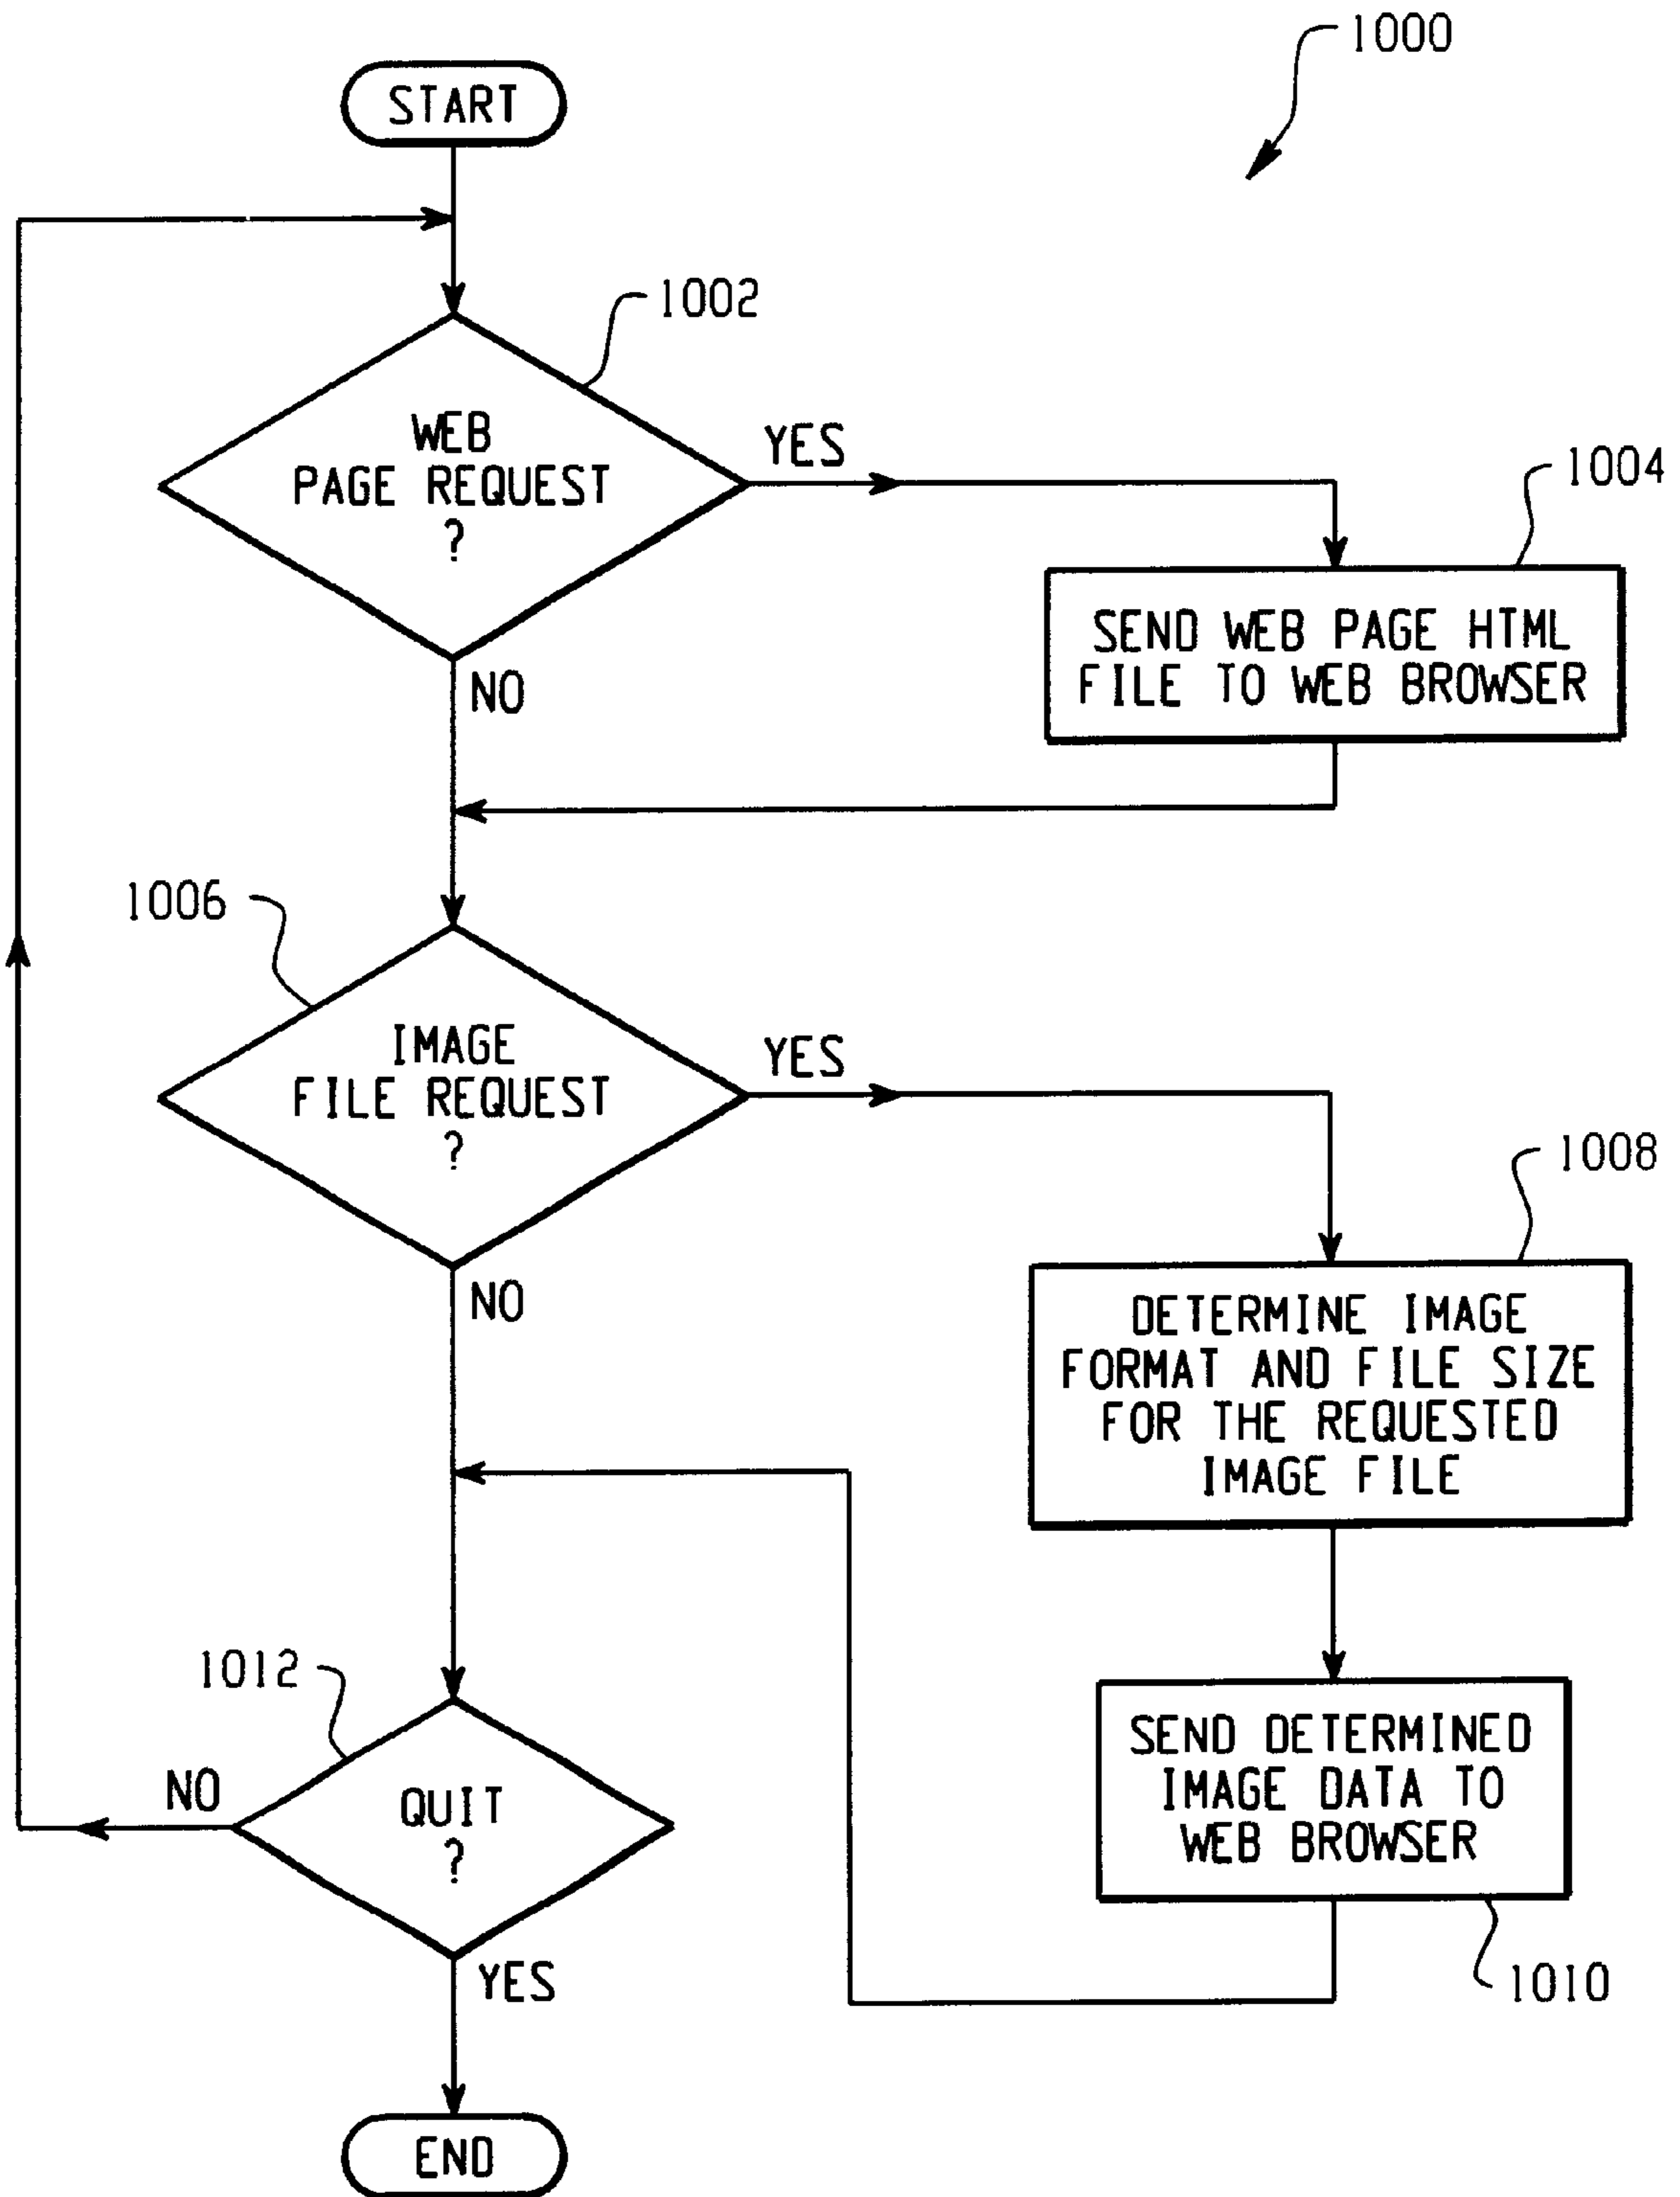 1000
START
1002
WEB
PAGE REQUEST
?
YES
NO
1004
SEND WEB PAGE HTML
FILE TO WEB BROWSER
1006
IMAGE
FILE REQUEST
?
YES
NO
1008
DETERMINE IMAGE
FORMAT AND FILE SIZE
FOR THE REQUESTED
IMAGE FILE
SEND DETERMINED
IMAGE DATA TO
WEB BROWSER
1010
1012
QUIT
?
NO
YES
END